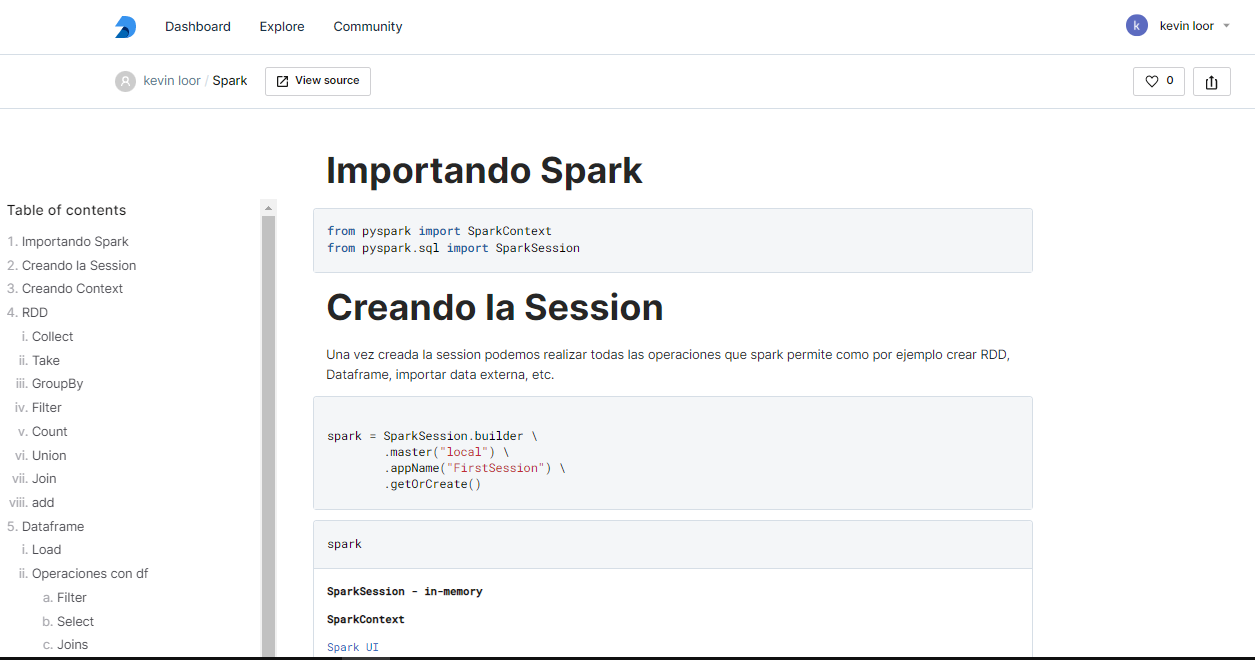 Dashboard Explore Community
k kevin loor
kevin loor / Spark View source
0
Table of contents
1. Importando Spark
2. Creando la Session
3. Creando Context
4. RDD
i. Collect
ii. Take
iii. GroupBy
iv. Filter
v. Count
vi. Union
vii. Join
viii. add
5. Dataframe
i. Load
ii. Operaciones con df
a. Filter
b. Select
c. Joins
Importando Spark
from pyspark import SparkContext
from pyspark.sql import SparkSession
Creando la Session
Una vez creada la session podemos realizar todas las operaciones que spark permite como por ejemplo crear RDD,
Dataframe, importar data externa, etc.
spark = SparkSession.builder \
.master("local") \
.appName("FirstSession") \
.getOrCreate()
spark
SparkSession - in-memory
SparkContext
Spark UI